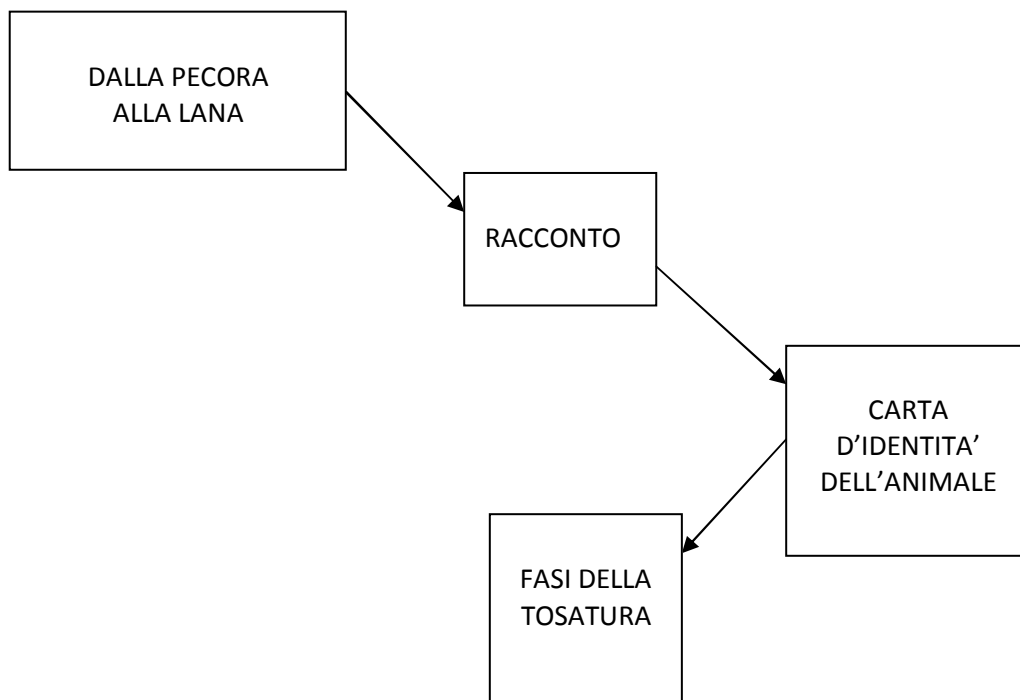 DALLA PECORA
ALLA LANA
RACCONTO
CARTA
D’IDENTITA’
DELL’ANIMALE
FASI DELLA
TOSATURA